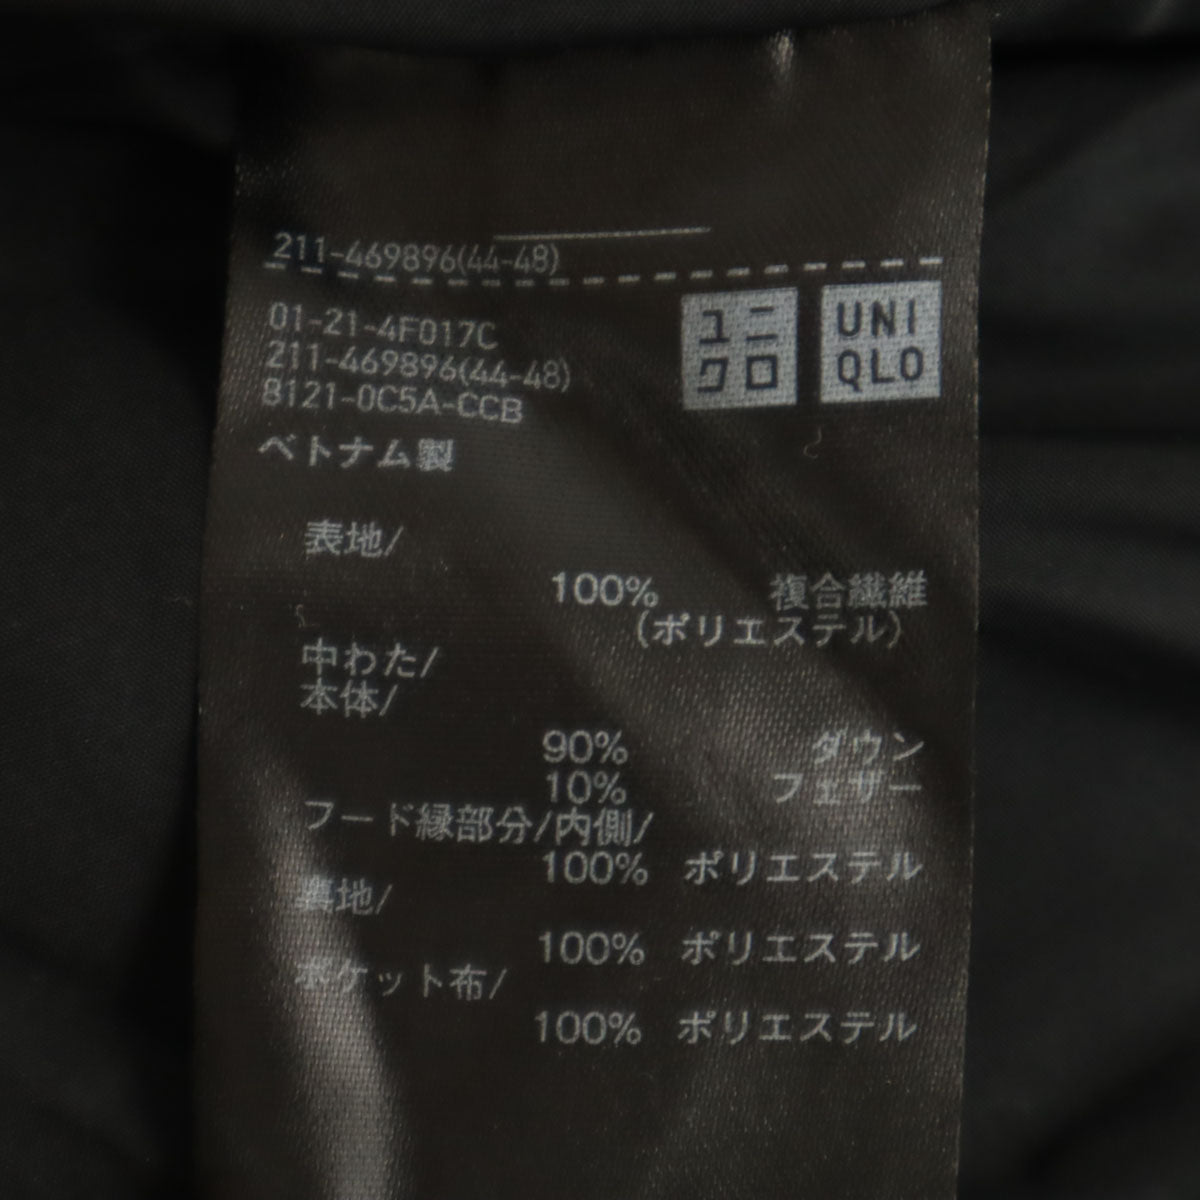 211-469896(44-48)
01-21-4F017C
211-469896(44-48)
8121-0C5A-CCB
ユニ
クロ
UNI
QLO
ベトナム製
表地/
100% 複合繊維
(ポリエステル)
中わた/
本体/
90% ダウン
10% フェザー
フード縁部分/内側/
100% ポリエステル
裏地/
100% ポリエステル
ポケット布/
100% ポリエステル